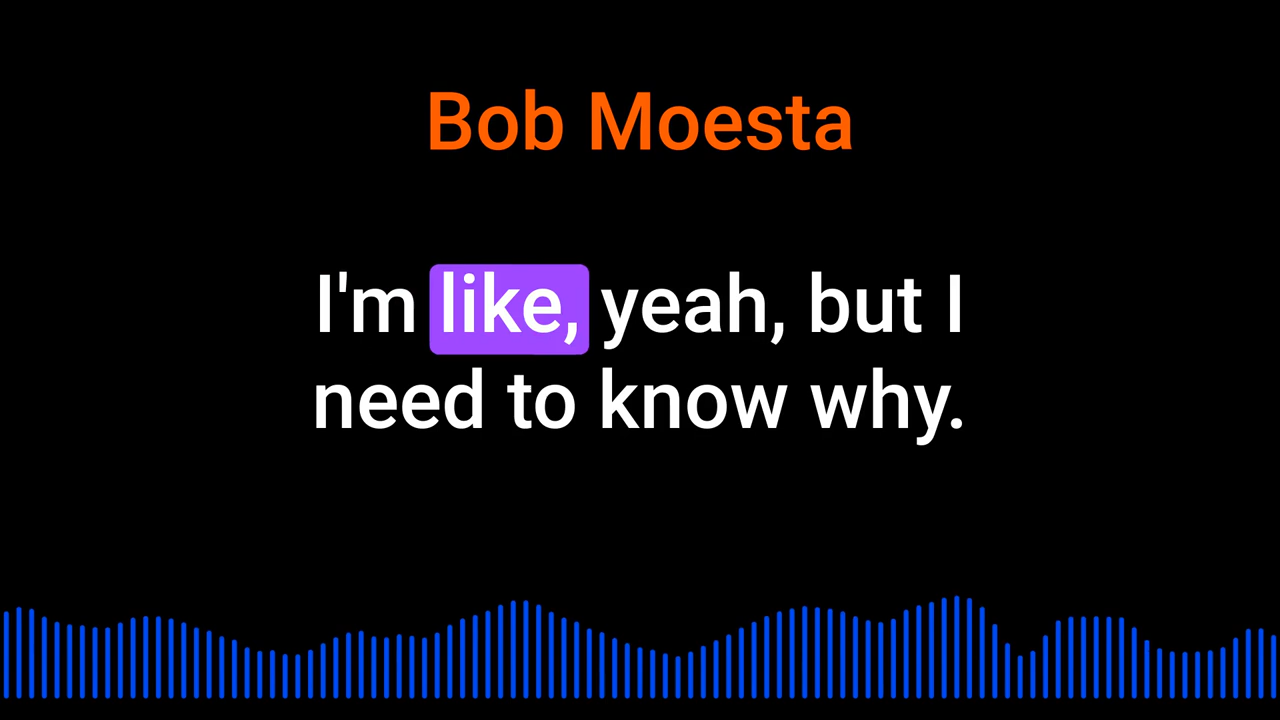 Bob Moesta
I'm like, yeah, but I
need to know why.